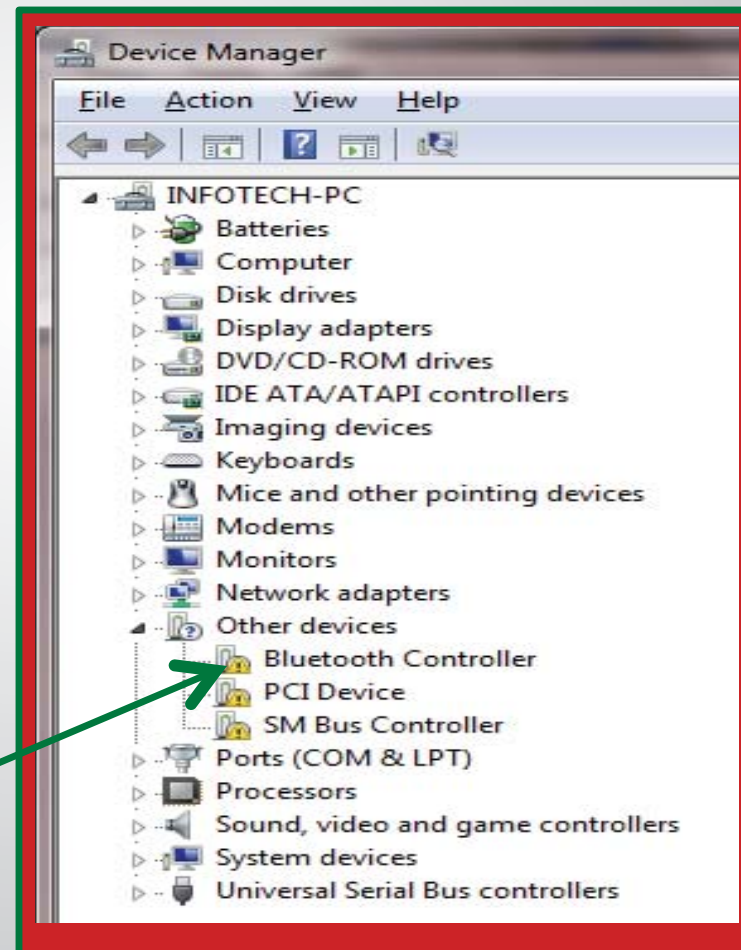 Device Manager
File Action View Help
INFOTECH-PC
Batteries
Computer
Disk drives
Display adapters
DVD/CD-ROM drives
IDE ATA/ATAPI controllers
Imaging devices
Keyboards
Mice and other pointing devices
Modems
Monitors
Network adapters
Other devices
Bluetooth Controller
PCI Device
SM Bus Controller
Ports (COM & LPT)
Processors
Sound, video and game controllers
System devices
Universal Serial Bus controllers